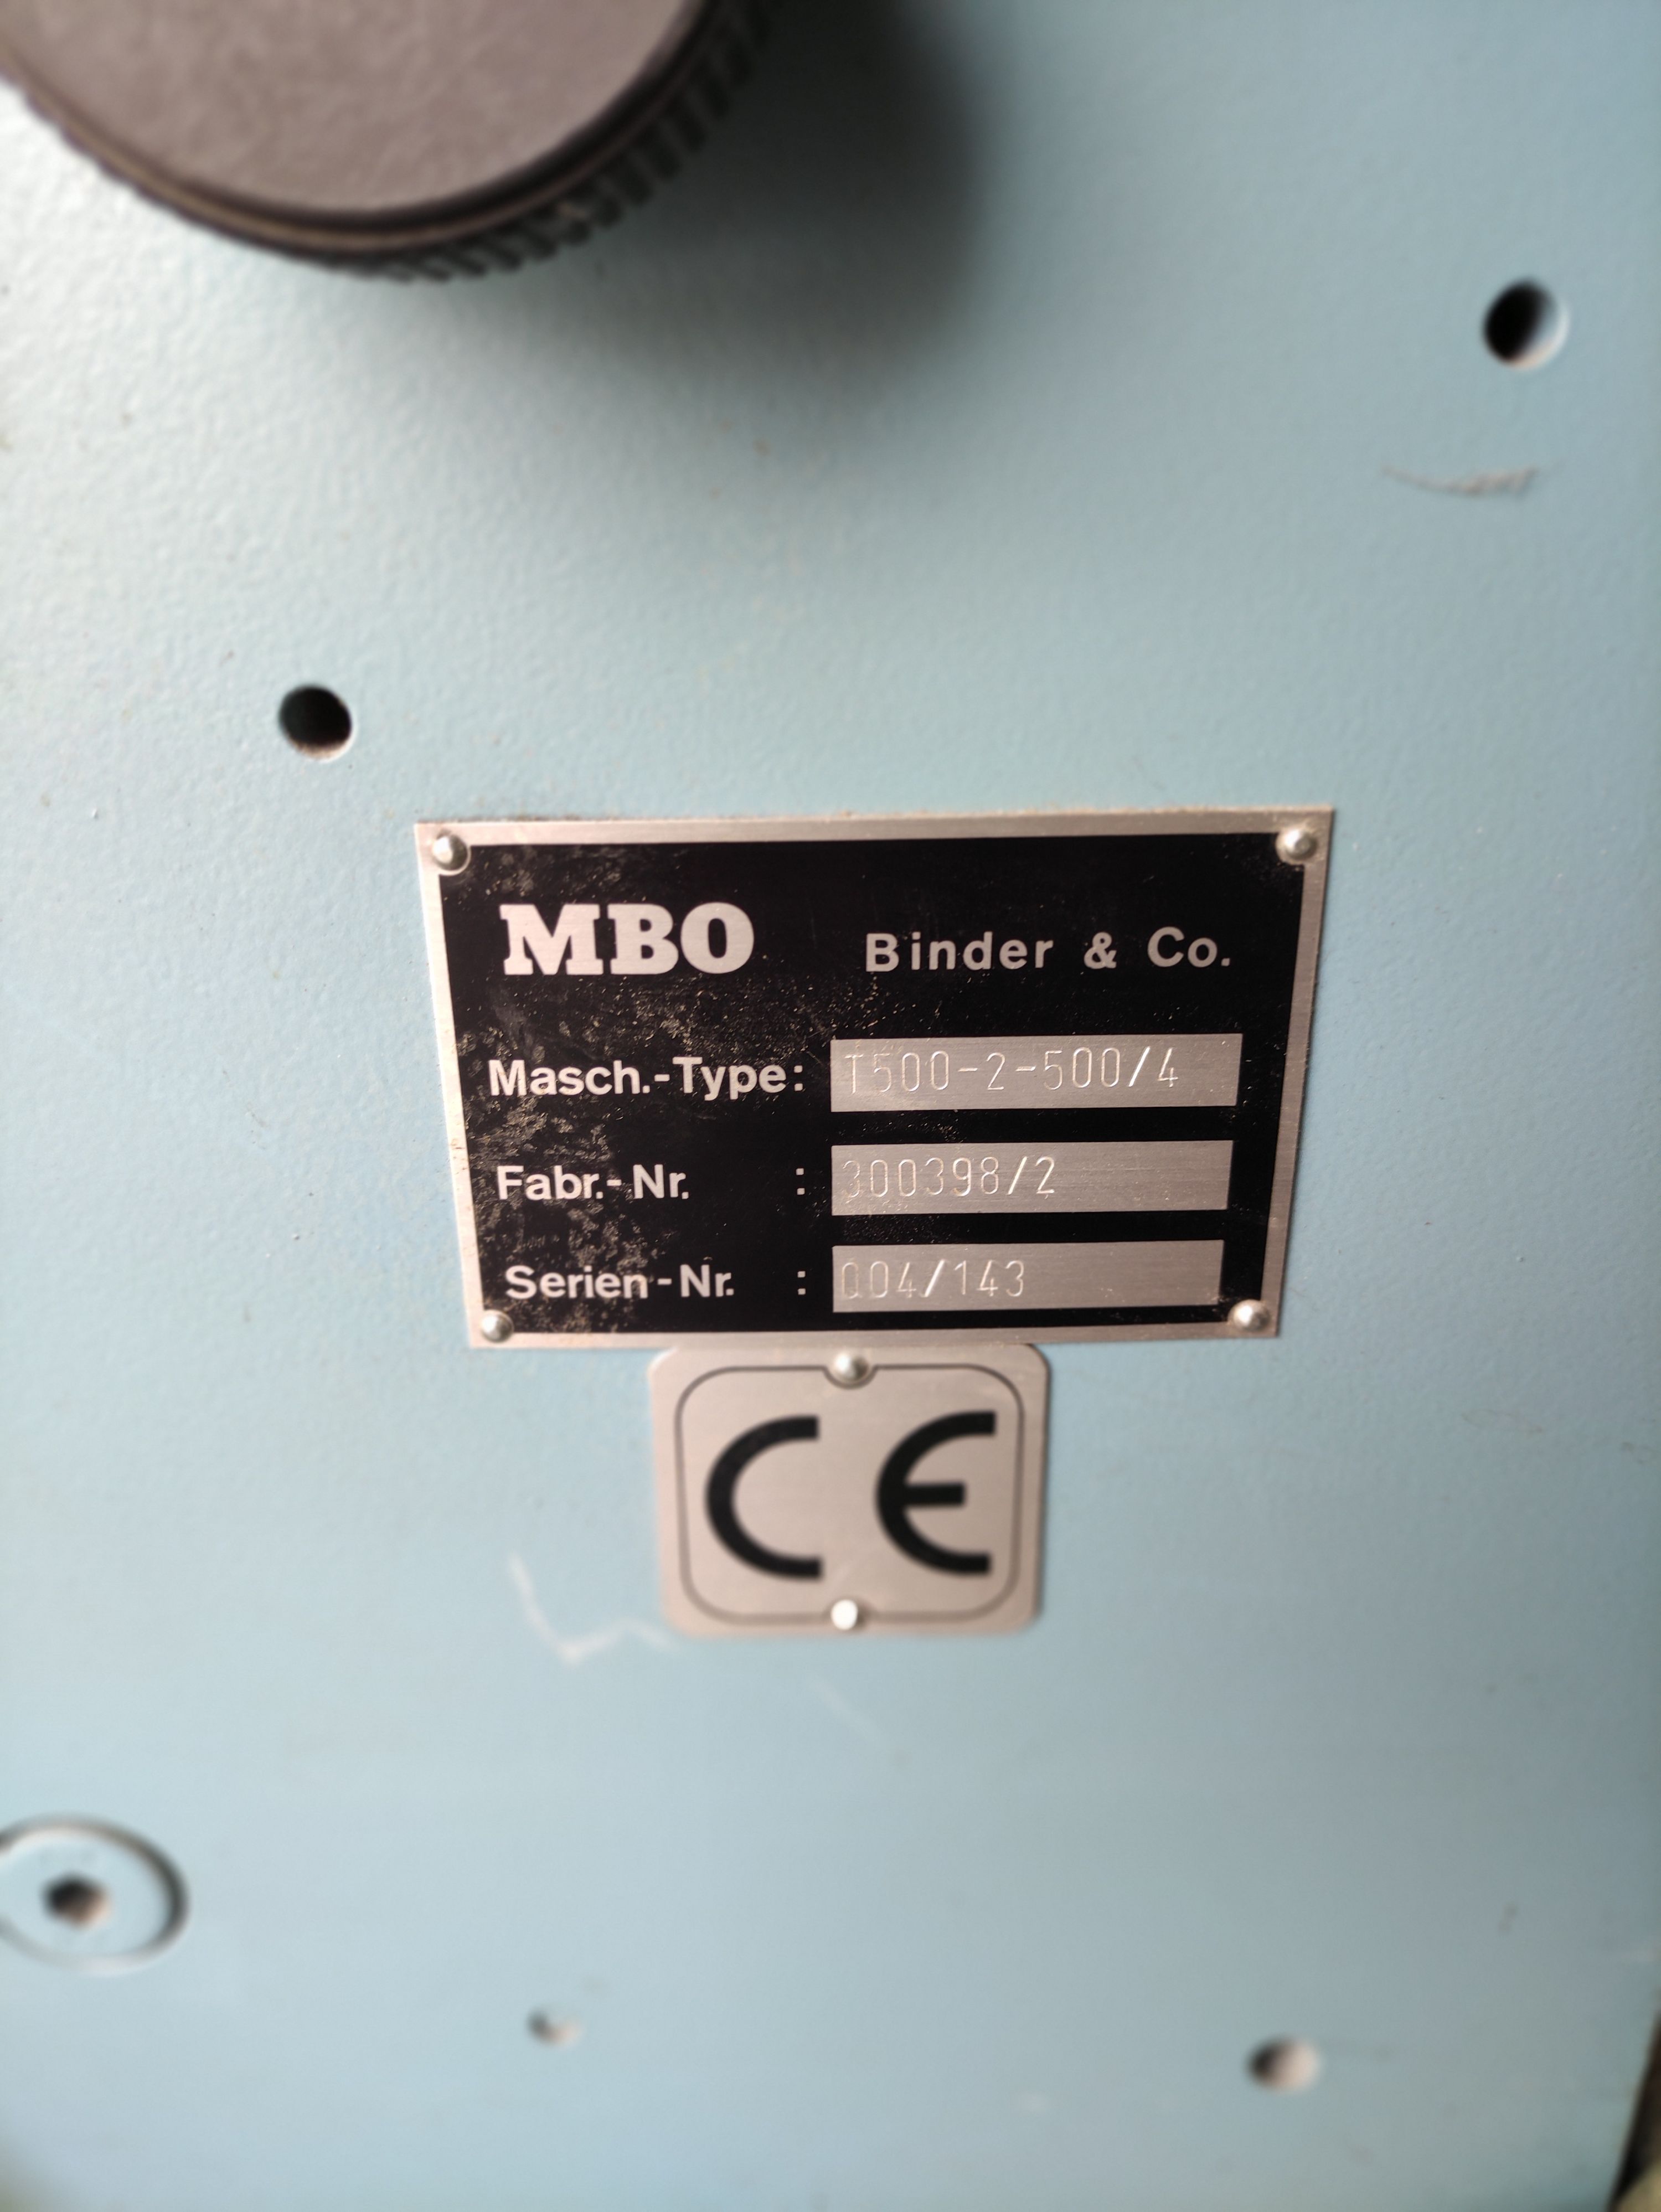 MBO Binder & Co.
Masch.-Type: T500-2-500/4
Fabr.-Nr. : 300398/2
Serien-Nr. : 004/143
CE